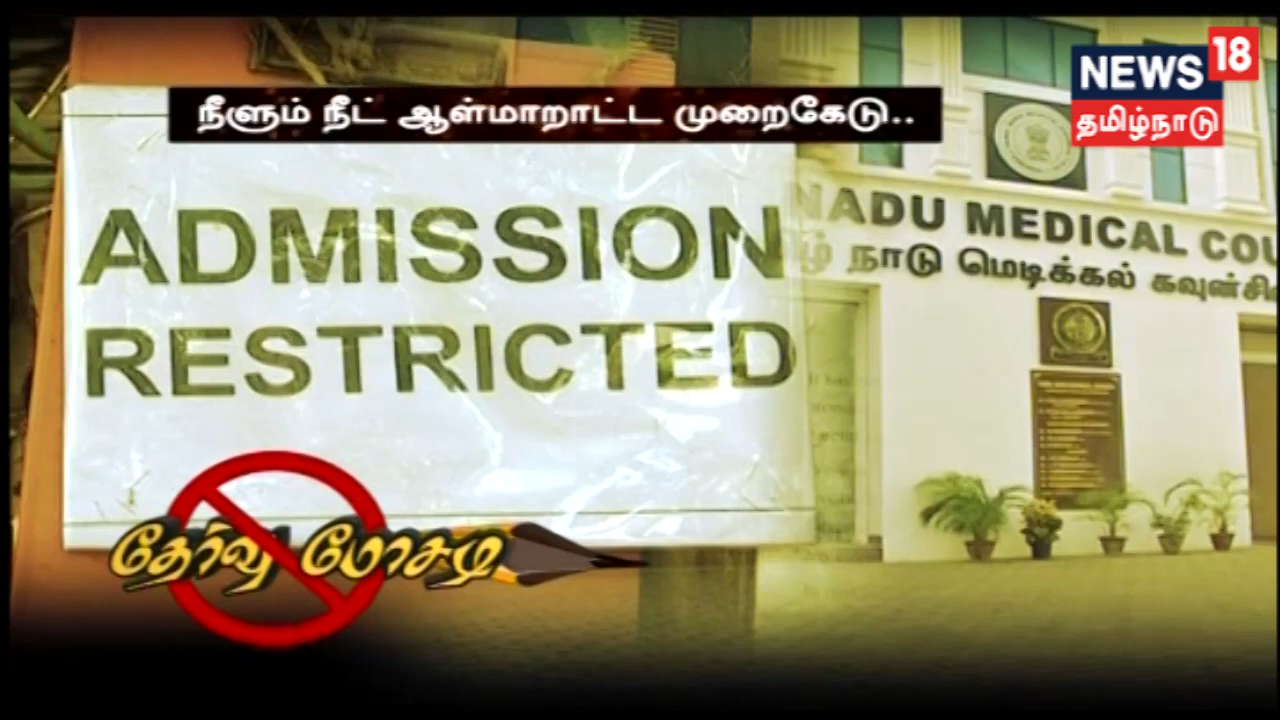 NEWS 18
தமிழ்நாடு
நீளும் நீட் ஆள்மாறாட்ட முறைகேடு..
ADMISSION
RESTRICTED
NADU MEDICAL COU
நாடு மெடிக்கல் கவுன்சி
தேர்வு மோசடி